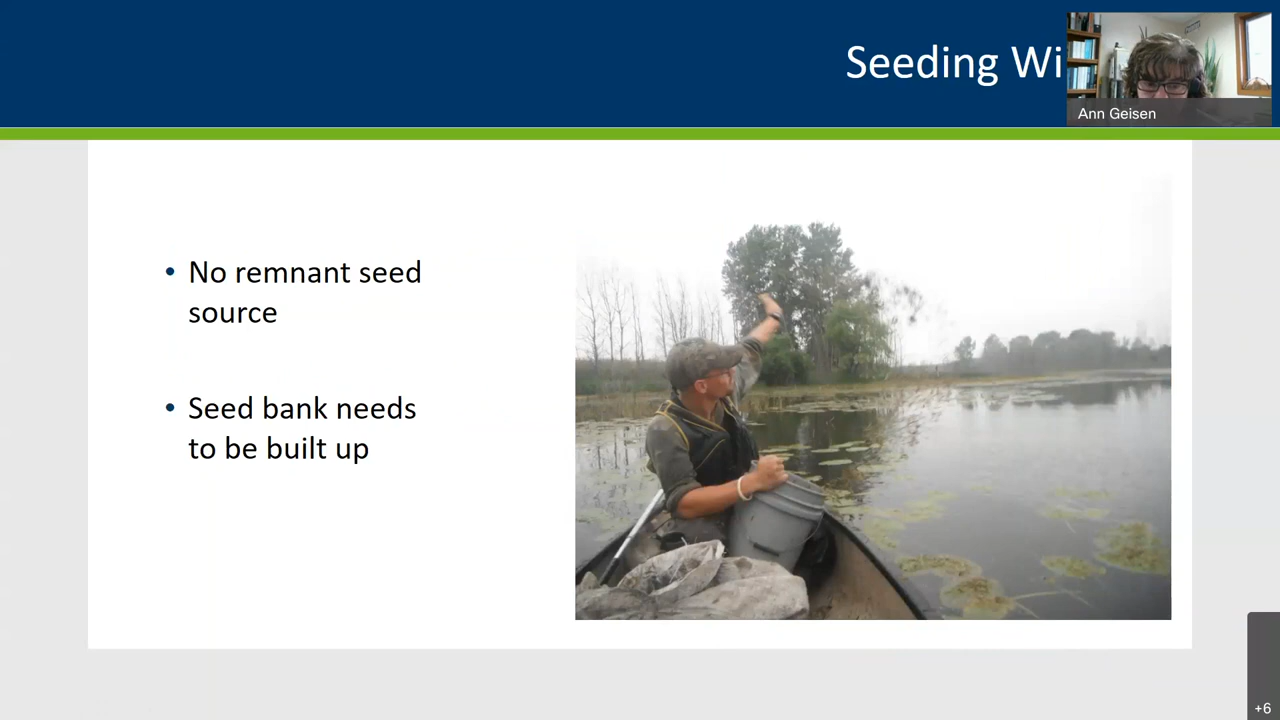 Seeding Wi
Ann Geisen
• No remnant seed
source
• Seed bank needs
to be built up
+6